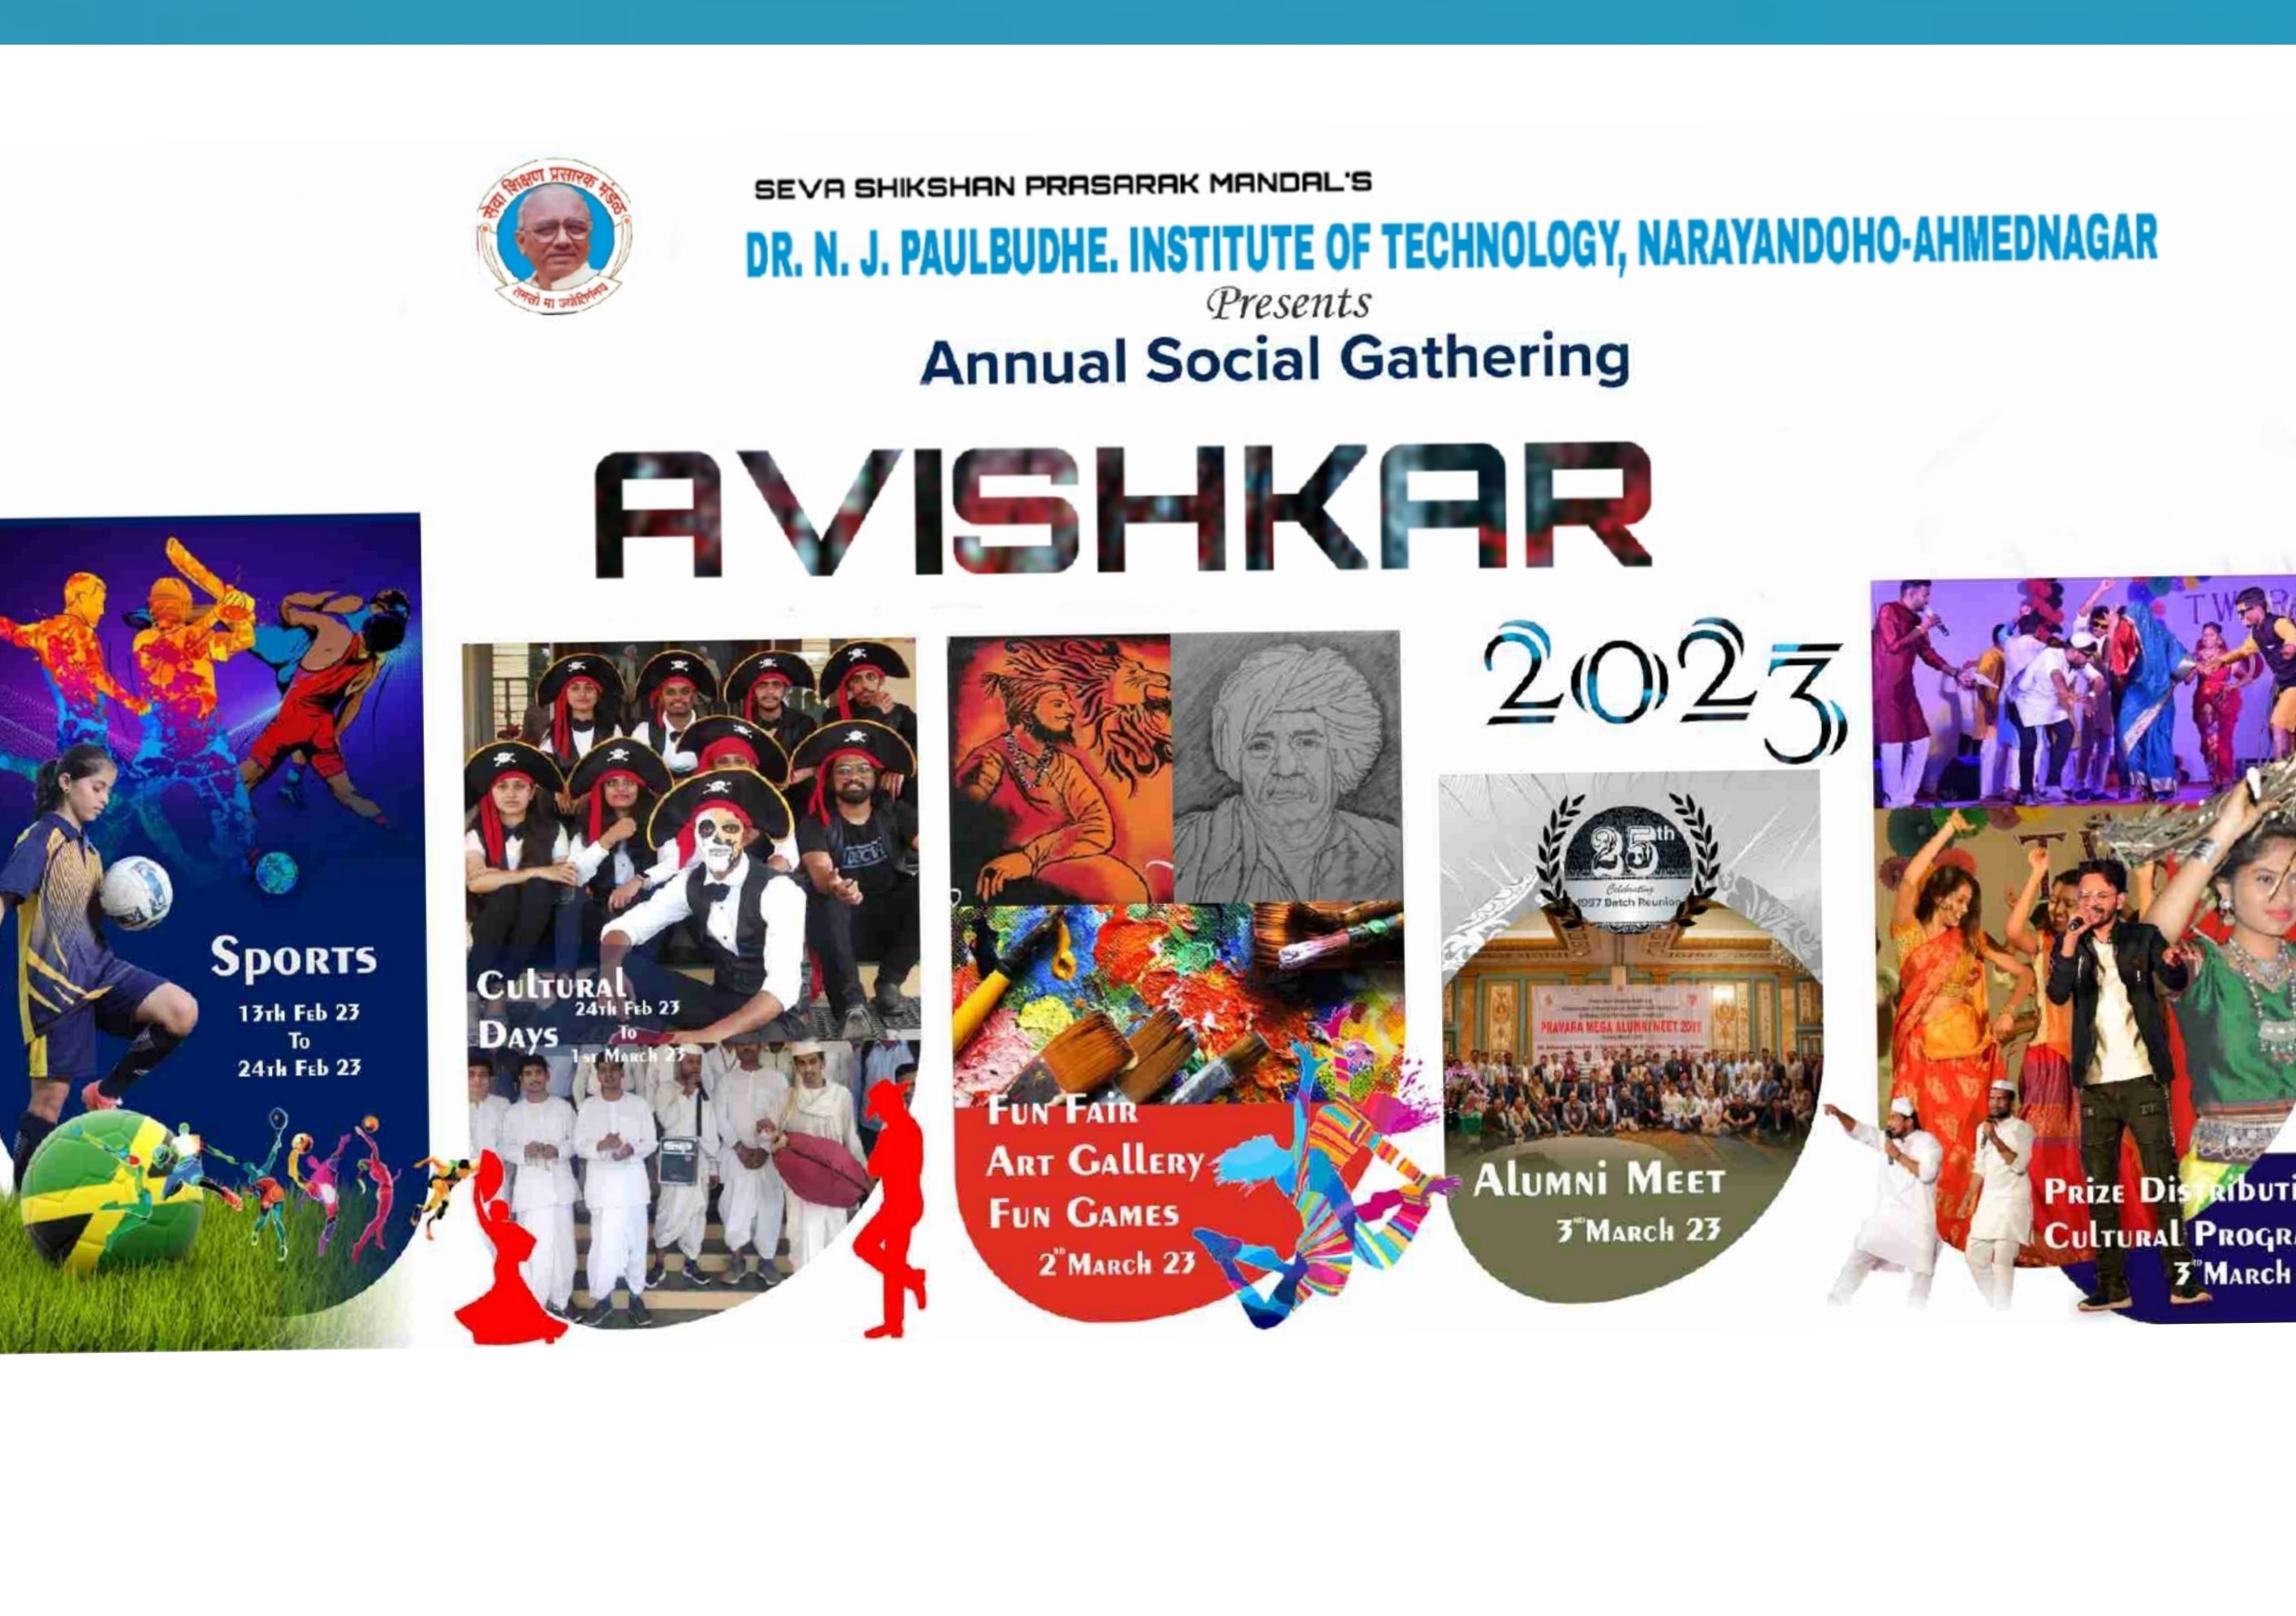 सेवा शिक्षण प्रसारक मंडळ
तमसो मा ज्योतिर्गमय
SEVA SHIKSHAN PRASARAK MANDAL'S
DR. N. J. PAULBUDHE. INSTITUTE OF TECHNOLOGY, NARAYANDOHO-AHMEDNAGAR
Presents
Annual Social Gathering
AVISHKAR
2023
SPORTS
13TH FEB 23
TO
24TH FEB 23
CULTURAL
24TH FEB 23
DAYS
TO
1ST MARCH 23
FUN FAIR
ART GALLERY
FUN GAMES
2ND MARCH 23
25th
Celebrating
1997 Batch Reunion
PRAVARA MEGA ALUMNI MEET
ALUMNI MEET
3RD MARCH 23
PRIZE DISTRIBUTI
CULTURAL PROGR
3RD MARCH